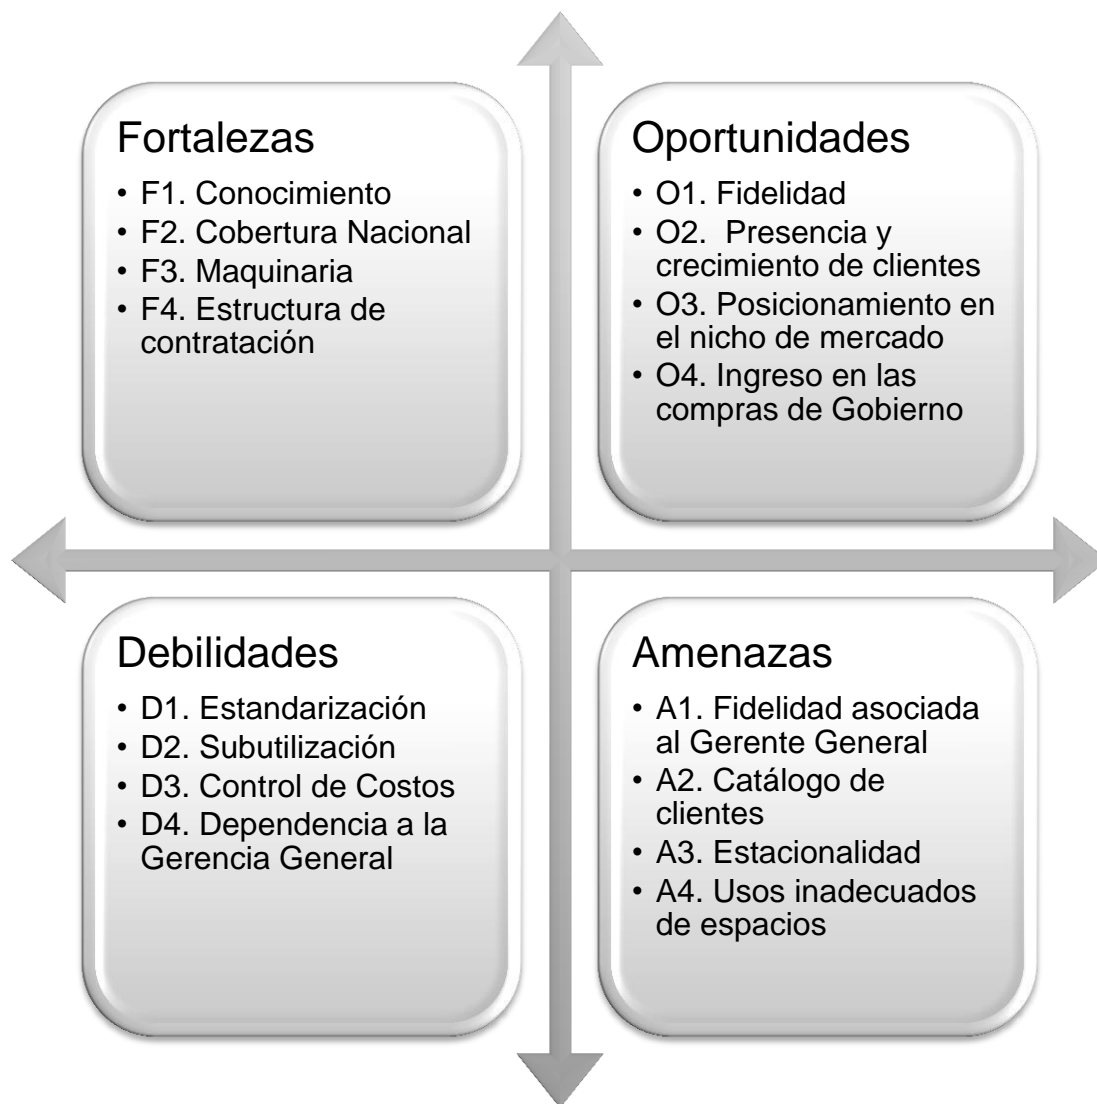 Fortalezas
• F1. Conocimiento
• F2. Cobertura Nacional
• F3. Maquinaria
• F4. Estructura de
contratación
Oportunidades
• O1. Fidelidad
• O2.  Presencia y
crecimiento de clientes
• O3. Posicionamiento en
el nicho de mercado
• O4. Ingreso en las
compras de Gobierno
Debilidades
• D1. Estandarización
• D2. Subutilización
• D3. Control de Costos
• D4. Dependencia a la
Gerencia General
Amenazas
• A1. Fidelidad asociada
al Gerente General
• A2. Catálogo de
clientes
• A3. Estacionalidad
• A4. Usos inadecuados
de espacios